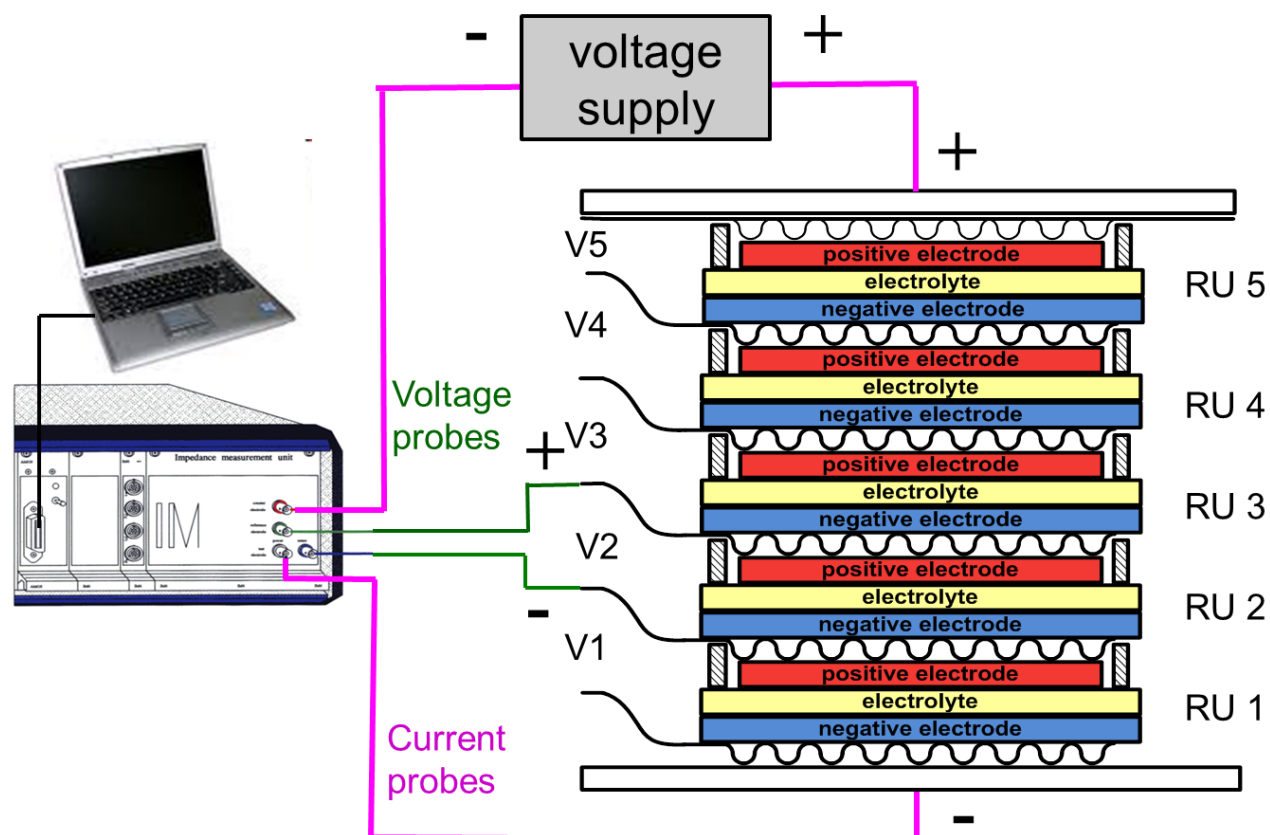 -
voltage
supply
+
+
V5
positive electrode
electrolyte
negative electrode
RU 5
V4
positive electrode
electrolyte
negative electrode
RU 4
Voltage
probes
V3
+
positive electrode
electrolyte
negative electrode
RU 3
Impedance measurement unit
IM
V2
-
positive electrode
electrolyte
negative electrode
RU 2
V1
positive electrode
electrolyte
negative electrode
RU 1
Current
probes
-